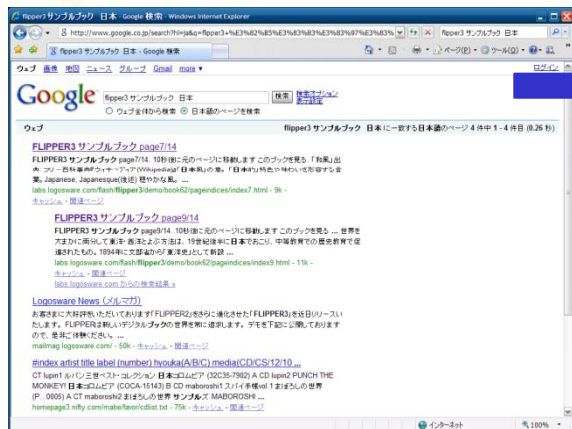 flipper3 サンプルブック 日本 - Google 検索 - Windows Internet Explorer
http://www.google.co.jp/search?hl=ja&q=flipper3+%E3%82%B5%E3%83%B3%E3%83%97%E3%83%
flipper3 サンプルブック 日本
flipper3 サンプルブック 日本 - Google 検索
ページ(P) ツール(O)
ウェブ 画像 地図 ニュース グループ Gmail more ▼
ログイン
Google
flipper3 サンプルブック 日本
検索
検索オプション
表示設定
ウェブ全体から検索 日本語のページを検索
ウェブ
flipper3 サンプルブック 日本 に一致する日本語のページ 4 件中 1 - 4 件目 (0.26 秒)
FLIPPER3 サンプルブック page7/14
FLIPPER3 サンプルブック page7/14. 10秒後に元のページに移動します このブックを見る. 「和風」出
典: フリー百科事典『ウィキペディア(Wikipedia)』「日本風」の意。「日本的」な特色や味わいを形容する言
葉。Japanese, Japanesque(後述) 穏やかな風。 ...
labs.logosware.com/flash/flipper3/demo/book62/pageindices/index7.html - 9k -
キャッシュ - 関連ページ
FLIPPER3 サンプルブック page9/14
FLIPPER3 サンプルブック page9/14. 10秒後に元のページに移動します このブックを見る ... 世界を
大まかに両分して東洋・西洋とよぶ方法は、19世紀後半に日本でおこり、中等教育での歴史教育で促
進されたもの。1894年に文部省から「東洋史」として新設 ...
labs.logosware.com/flash/flipper3/demo/book62/pageindices/index9.html - 11k -
キャッシュ - 関連ページ
labs.logosware.com からの検索結果 »
Logosware News (メルマガ)
お客さまに大好評をいただいております「FLIPPER2」をさらに進化させた「FLIPPER3」を近日リリースい
たします。FLIPPERは新しいデジタルブックの世界を常に追求します。デモを下記に公開しております
ので、是非ご体験ください。 ...
mailmag.logosware.com/ - 50k - キャッシュ - 関連ページ
#index artist title label (number) hyouka(A/B/C) media(CD/CS/12/10 ...
CT lupin1 ルパン三世ベスト・コレクション 日本コロムビア (32C35-7902) A CD lupin2 PUNCH THE
MONKEY! 日本コロムビア (COCA-15143) B CD maboroshi1 スパイ手帳vol.1 まぼろしの世界
(P...0005) A CT maboroshi2 まぼろしの世界 サンプルズ MABOROSHI ...
homepage3.nifty.com/mabe/favor/cdlist.txt - 75k - キャッシュ - 関連ページ
インターネット
100%